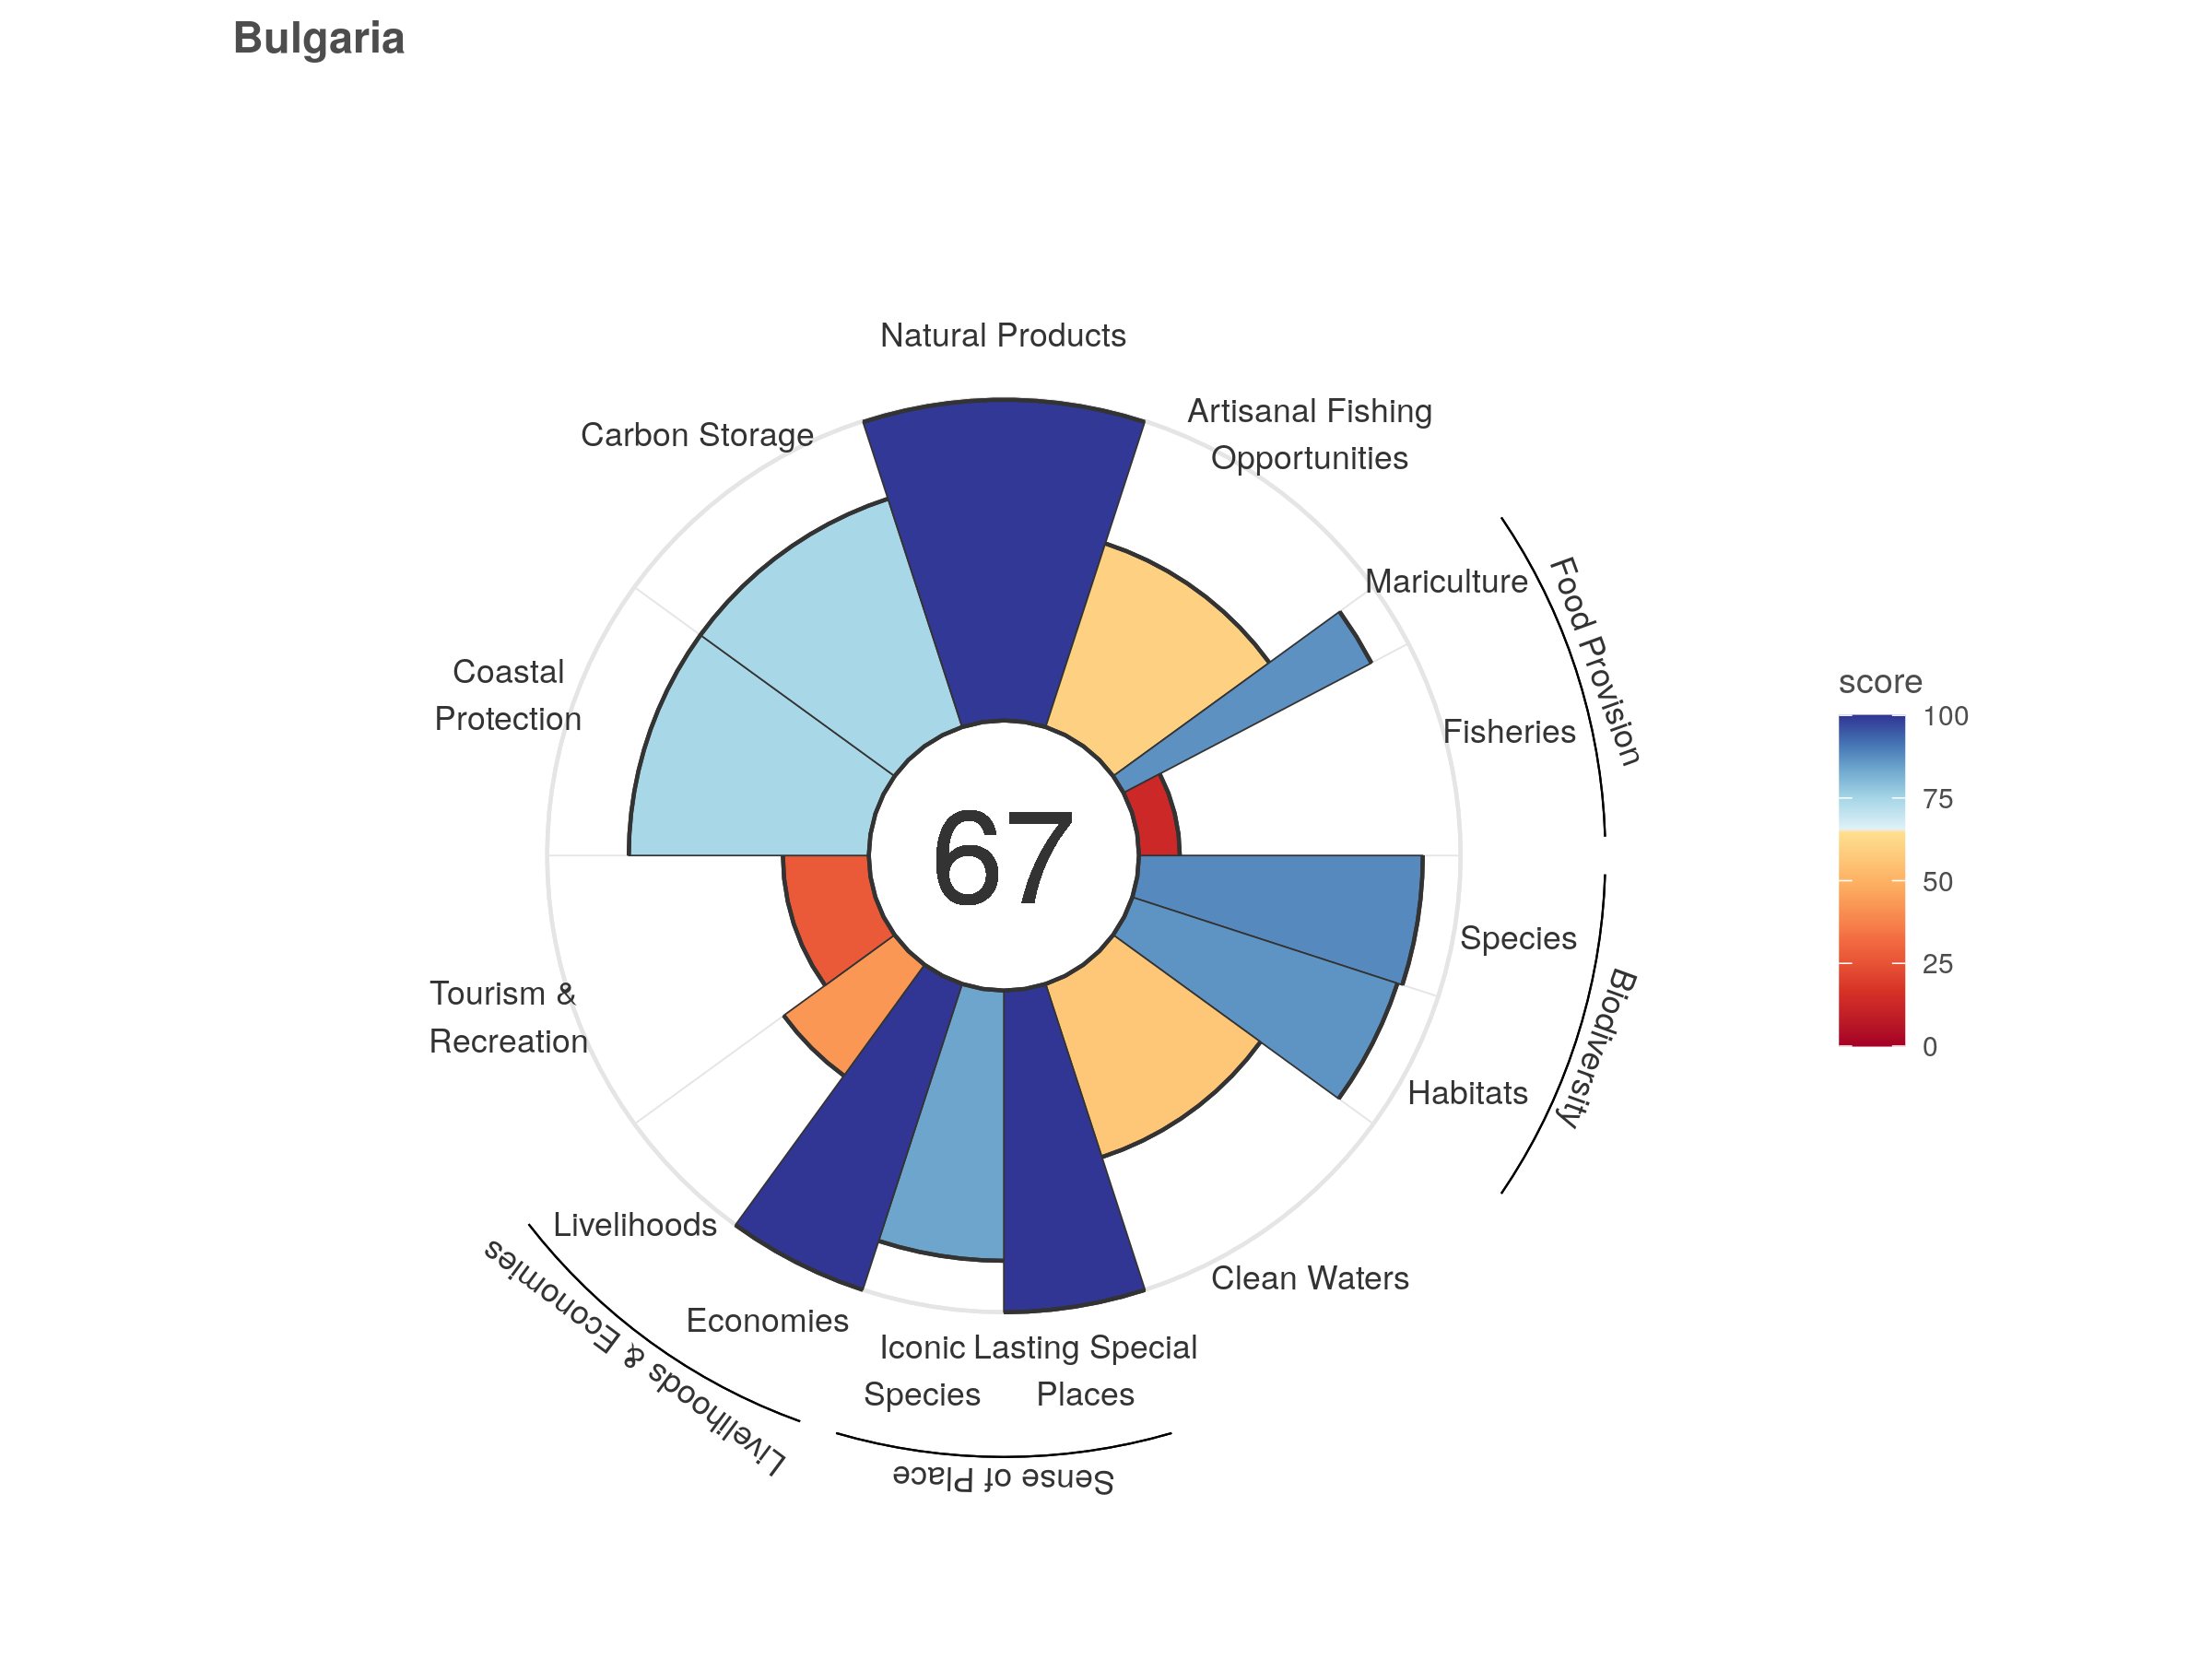 Bulgaria
Natural Products
Artisanal Fishing
Opportunities
Carbon Storage
Mariculture
Food Provision
Fisheries
Coastal
Protection
67
score
100
75
50
25
0
Species
Biodiversity
Habitats
Tourism &
Recreation
Livelihoods
Livelihoods & Economies
Economies
Clean Waters
Iconic
Species
Lasting Special
Places
Sense of Place